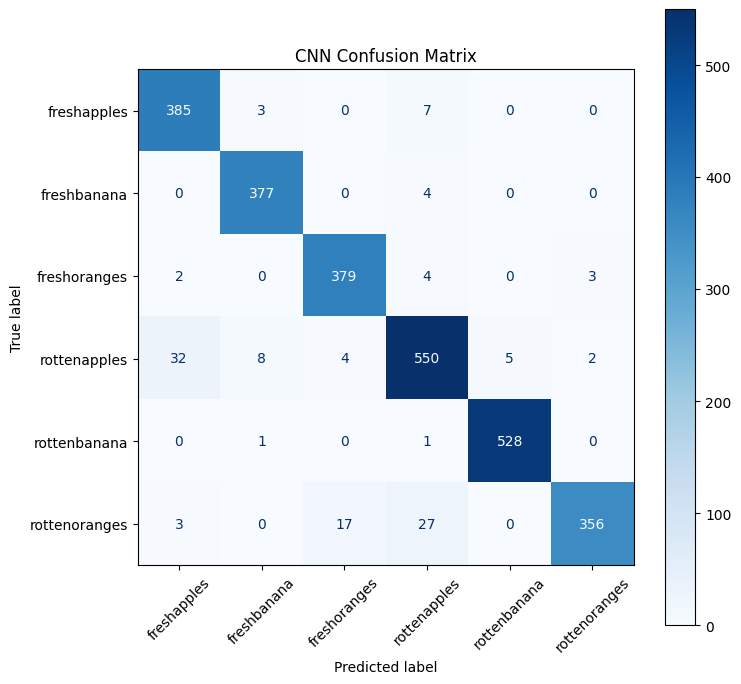 CNN Confusion Matrix
freshapples 385 3 0 7 0 0
freshbanana 0 377 0 4 0 0
freshoranges 2 0 379 4 0 3
rottenapples 32 8 4 550 5 2
rottenbanana 0 1 0 1 528 0
rottenoranges 3 0 17 27 0 356
freshapples freshbanana freshoranges rottenapples rottenbanana rottenoranges
Predicted label
True label
500
400
300
200
100
0